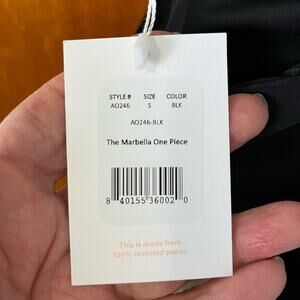 STYLE # SIZE COLOR
AO246 S BLK
AO246-BLK
The Marbella One Piece
8 40155 36002 0
This is made from
100% recycled paper.